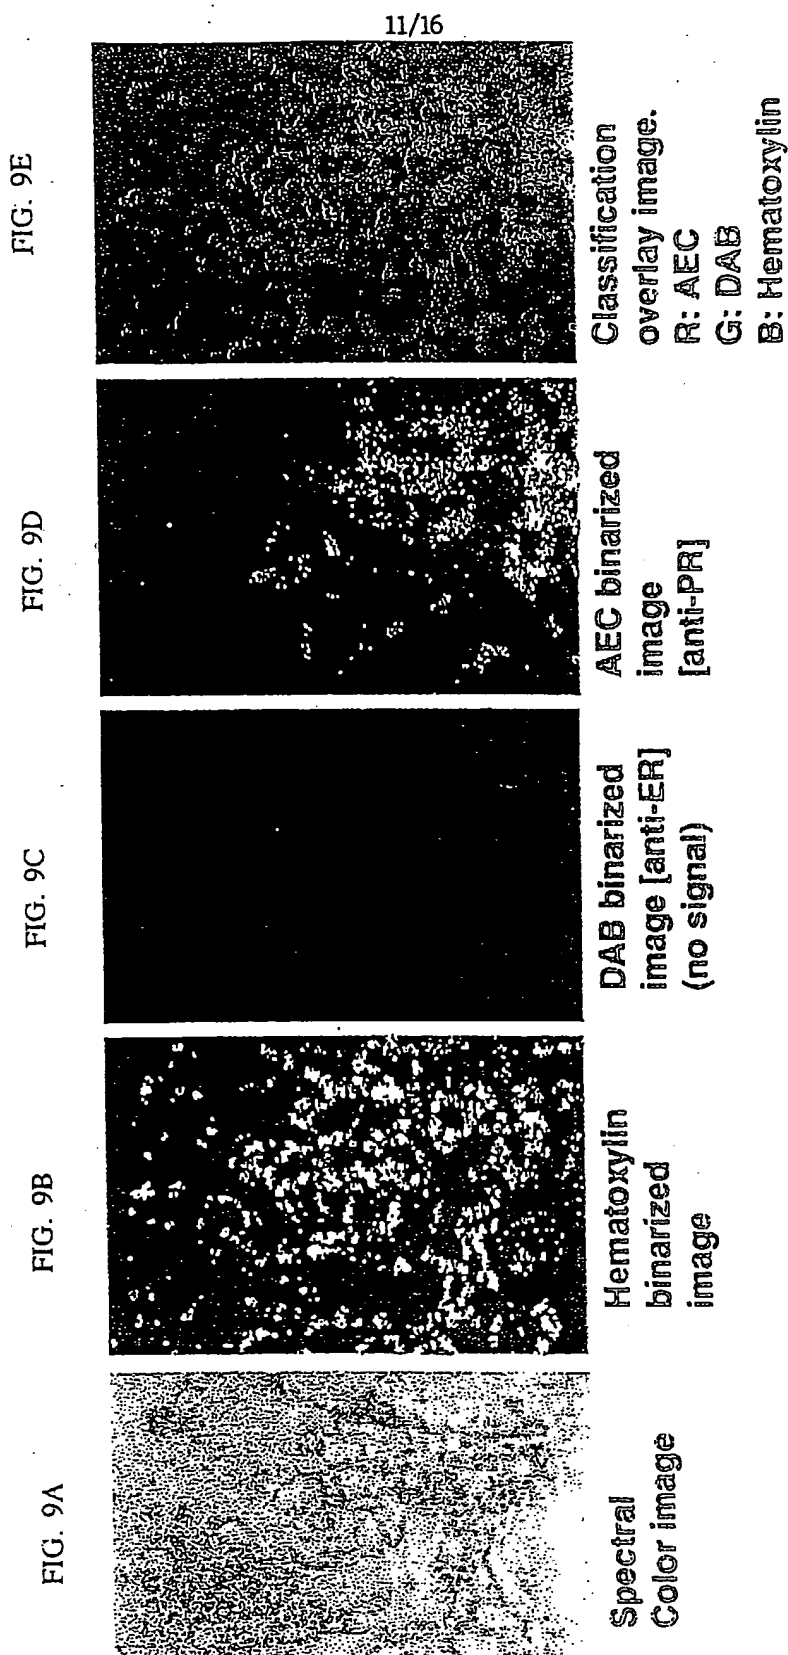 11/16
FIG. 9A
Spectral
Color image
FIG. 9B
Hematoxylin
binarized
image
FIG. 9C
DAB binarized
image [anti-ER]
(no signal)
FIG. 9D
AEC binarized
image
[anti-PR]
FIG. 9E
Classification
overlay image.
R: AEC
G: DAB
B: Hematoxylin